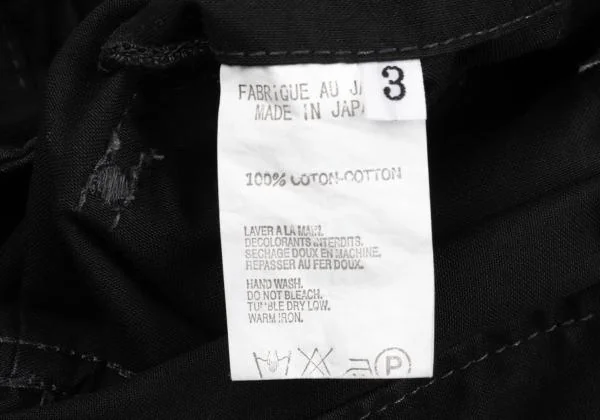 FABRIQUE AU JA
3
MADE IN JAPA
100% COTON-COTTON
LAVER A LA MAIN.
DECOLORANTS INTERDITS.
SECHAGE DOUX EN MACHINE.
REPASSER AU FER DOUX.
HAND WASH.
DO NOT BLEACH.
TUMBLE DRY LOW.
WARM IRON.
P